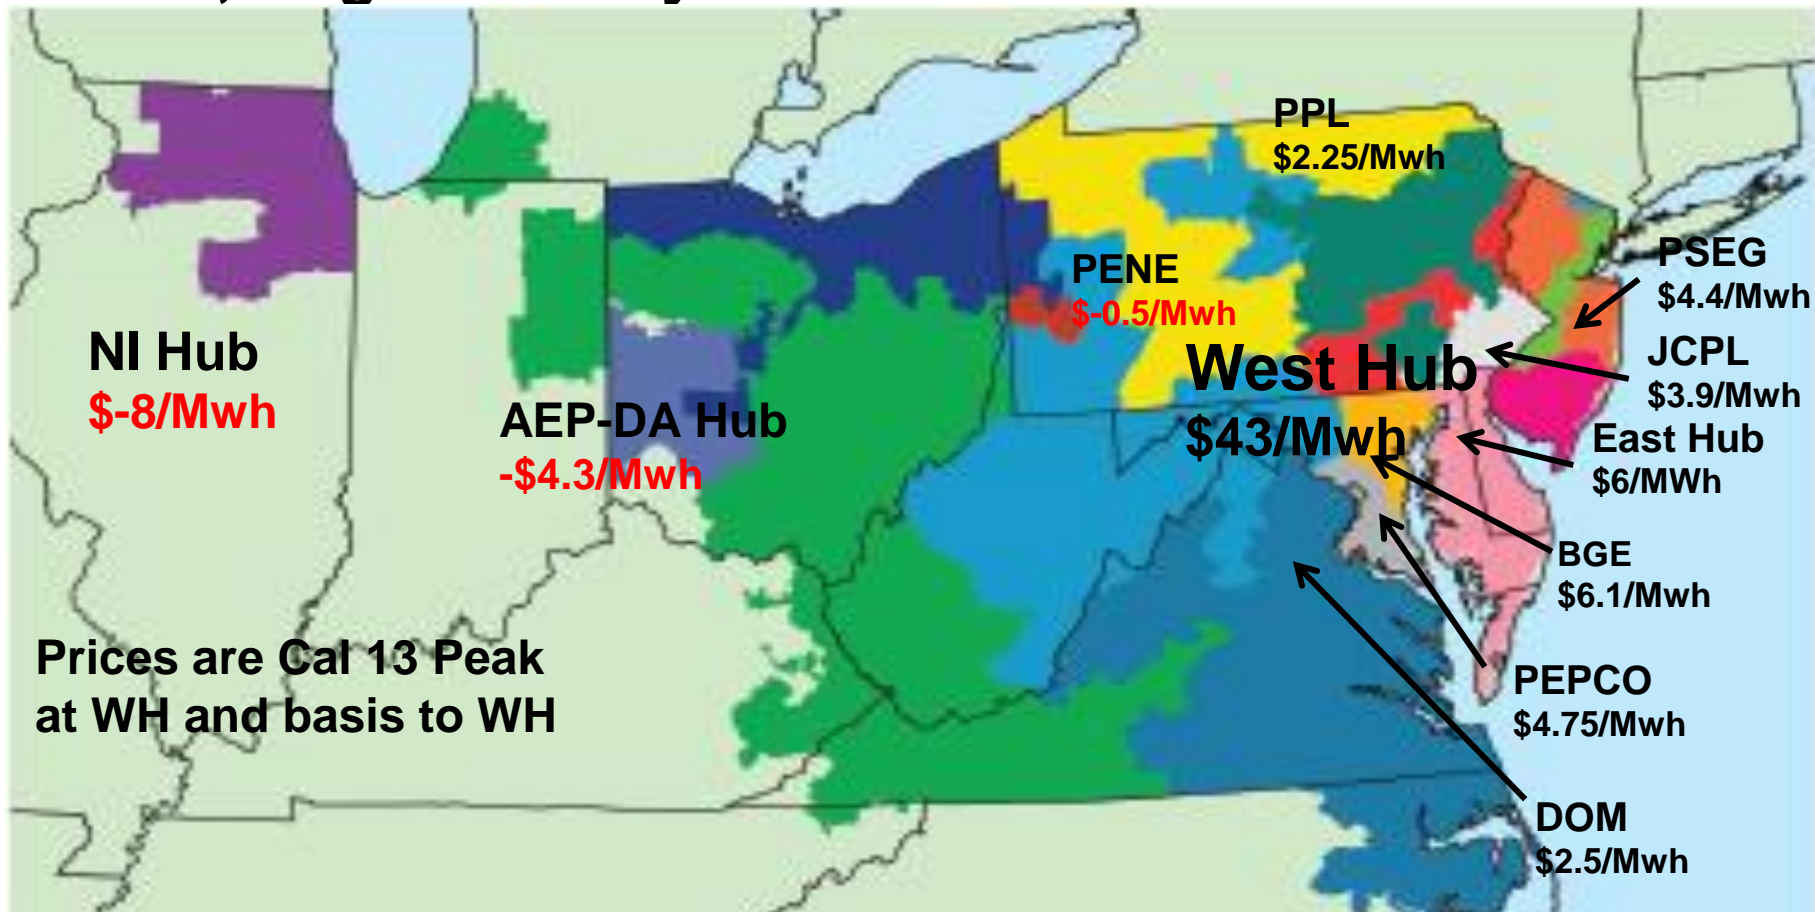 PPL
$2.25/Mwh
PSEG
$4.4/Mwh
PENE
$-0.5/Mwh
NI Hub
$-8/Mwh
West Hub
$43/Mwh
JCPL
$3.9/Mwh
AEP-DA Hub
-$4.3/Mwh
East Hub
$6/MWh
BGE
$6.1/Mwh
Prices are Cal 13 Peak
at WH and basis to WH
PEPCO
$4.75/Mwh
DOM
$2.5/Mwh